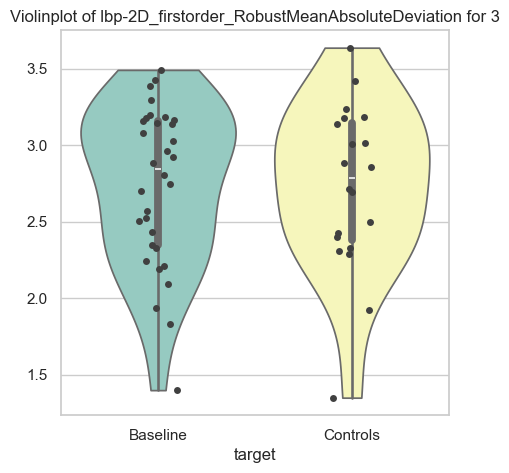 Violinplot of lbp-2D_firstorder_RobustMeanAbsoluteDeviation for 3
3.5
3.0
2.5
2.0
1.5
Baseline
Controls
target